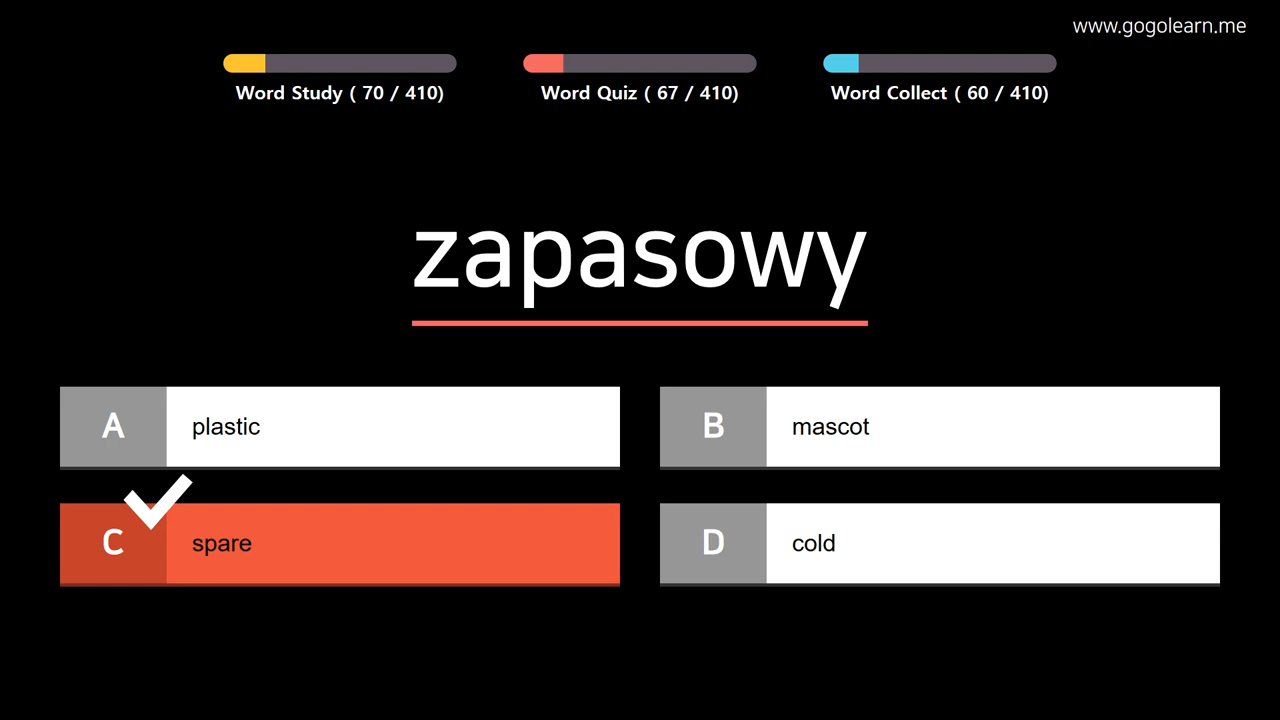 www.gogolearn.me
Word Study ( 70 / 410)
Word Quiz ( 67 / 410)
Word Collect ( 60 / 410)
zapasowy
A plastic
B mascot
C spare
D cold